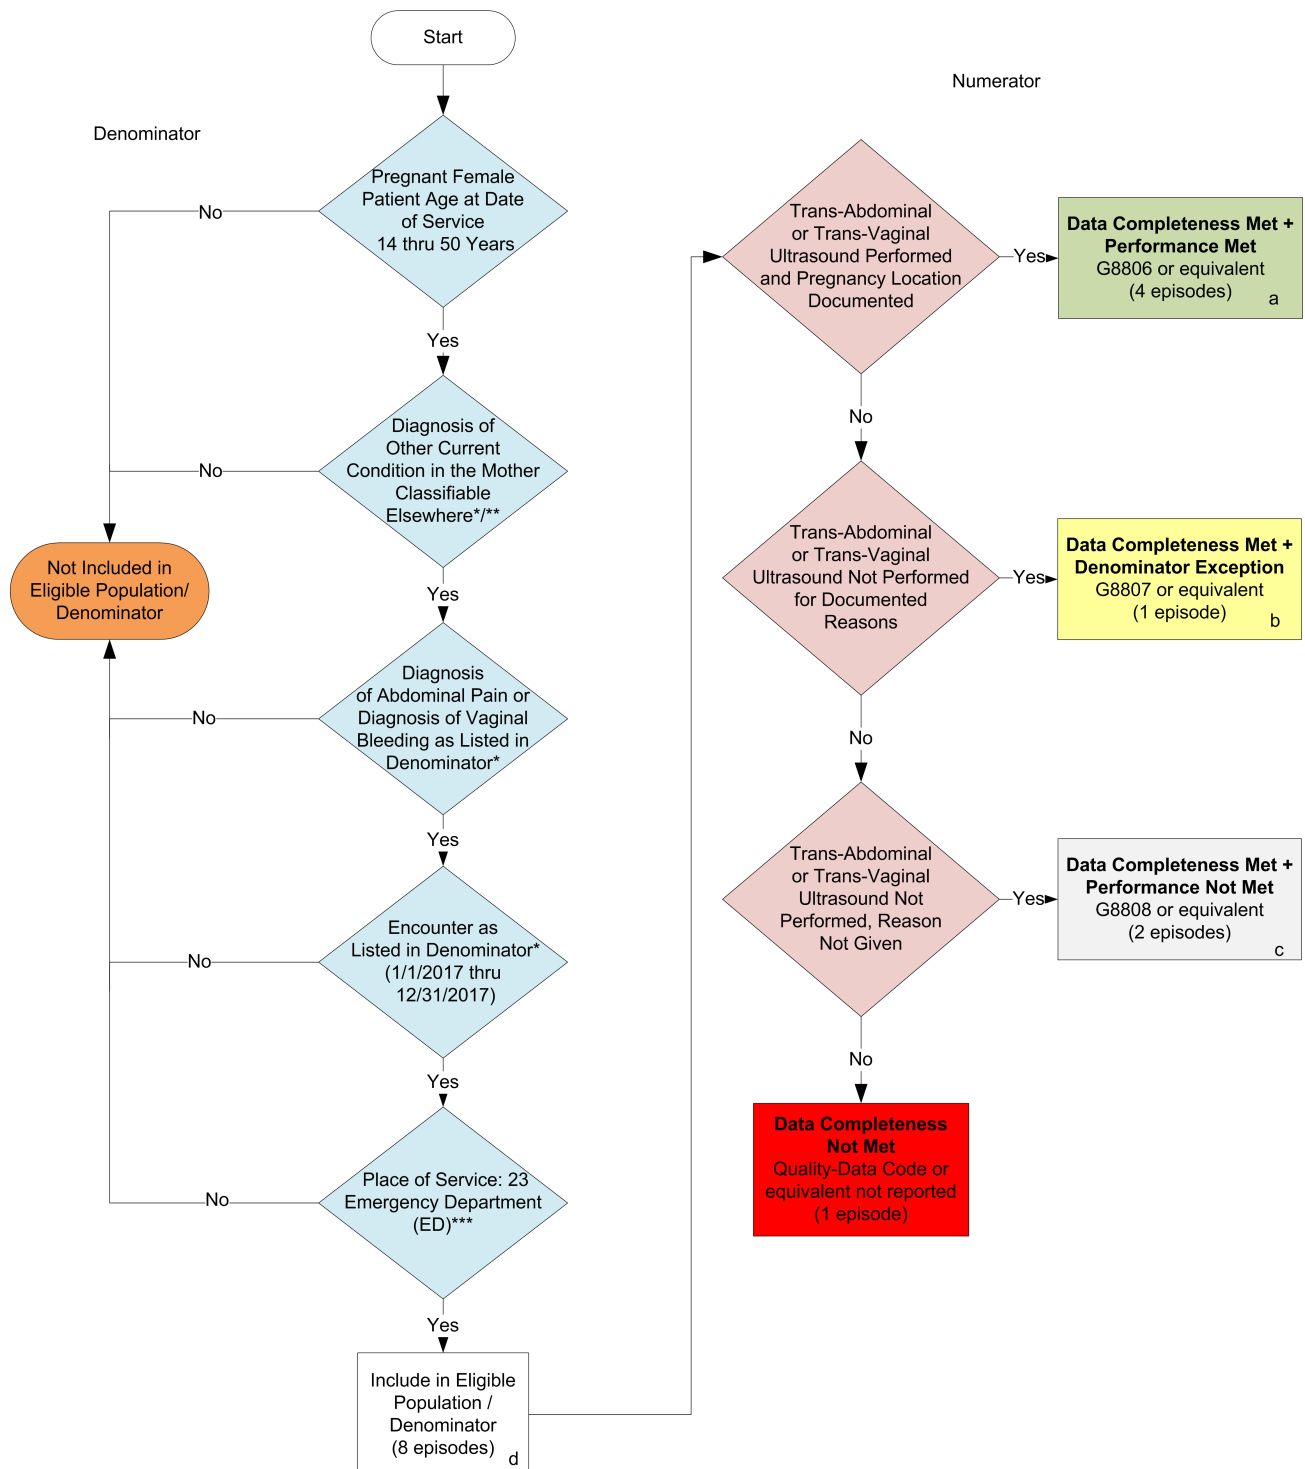 Start
Denominator
Pregnant Female
Patient Age at Date
of Service
14 thru 50 Years
No
Yes
Diagnosis of
Other Current
Condition in the Mother
Classifiable
Elsewhere*/**
No
Not Included in
Eligible Population/
Denominator
Yes
Diagnosis
of Abdominal Pain or
Diagnosis of Vaginal
Bleeding as Listed in
Denominator*
No
Yes
Encounter as
Listed in Denominator*
(1/1/2017 thru
12/31/2017)
No
Yes
Place of Service: 23
Emergency Department
(ED)***
No
Yes
Include in Eligible
Population /
Denominator
(8 episodes)
d
Numerator
Trans-Abdominal
or Trans-Vaginal
Ultrasound Performed
and Pregnancy Location
Documented
Yes
Data Completeness Met +
Performance Met
G8806 or equivalent
(4 episodes)
a
No
Trans-Abdominal
or Trans-Vaginal
Ultrasound Not Performed
for Documented
Reasons
Yes
Data Completeness Met +
Denominator Exception
G8807 or equivalent
(1 episode)
b
No
Trans-Abdominal
or Trans-Vaginal
Ultrasound Not
Performed, Reason
Not Given
Yes
Data Completeness Met +
Performance Not Met
G8808 or equivalent
(2 episodes)
c
No
Data Completeness
Not Met
Quality-Data Code or
equivalent not reported
(1 episode)